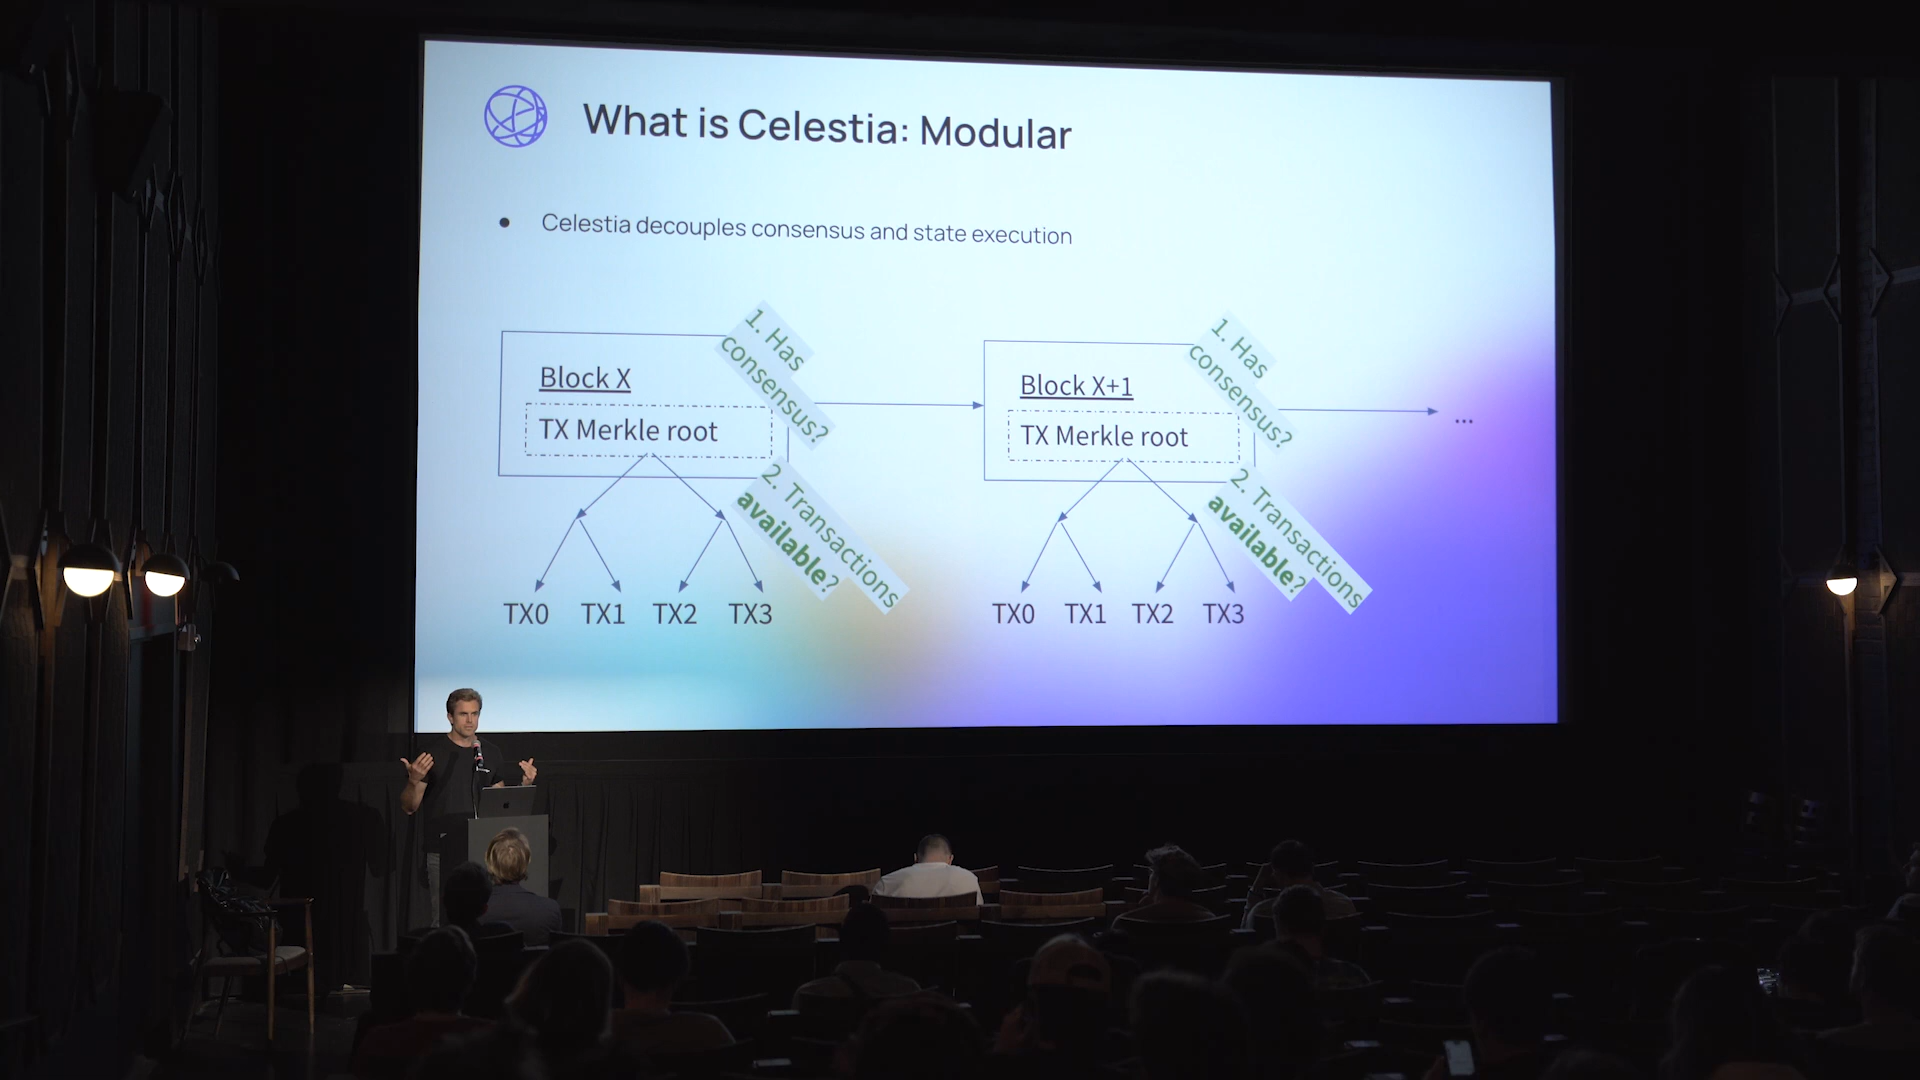 What is Celestia: Modular
● Celestia decouples consensus and state execution
Block X
TX Merkle root
1. Has
consensus?
2. Transactions
available?
TX0 TX1 TX2 TX3
Block X+1
TX Merkle root
1. Has
consensus?
2. Transactions
available?
TX0 TX1 TX2 TX3
...